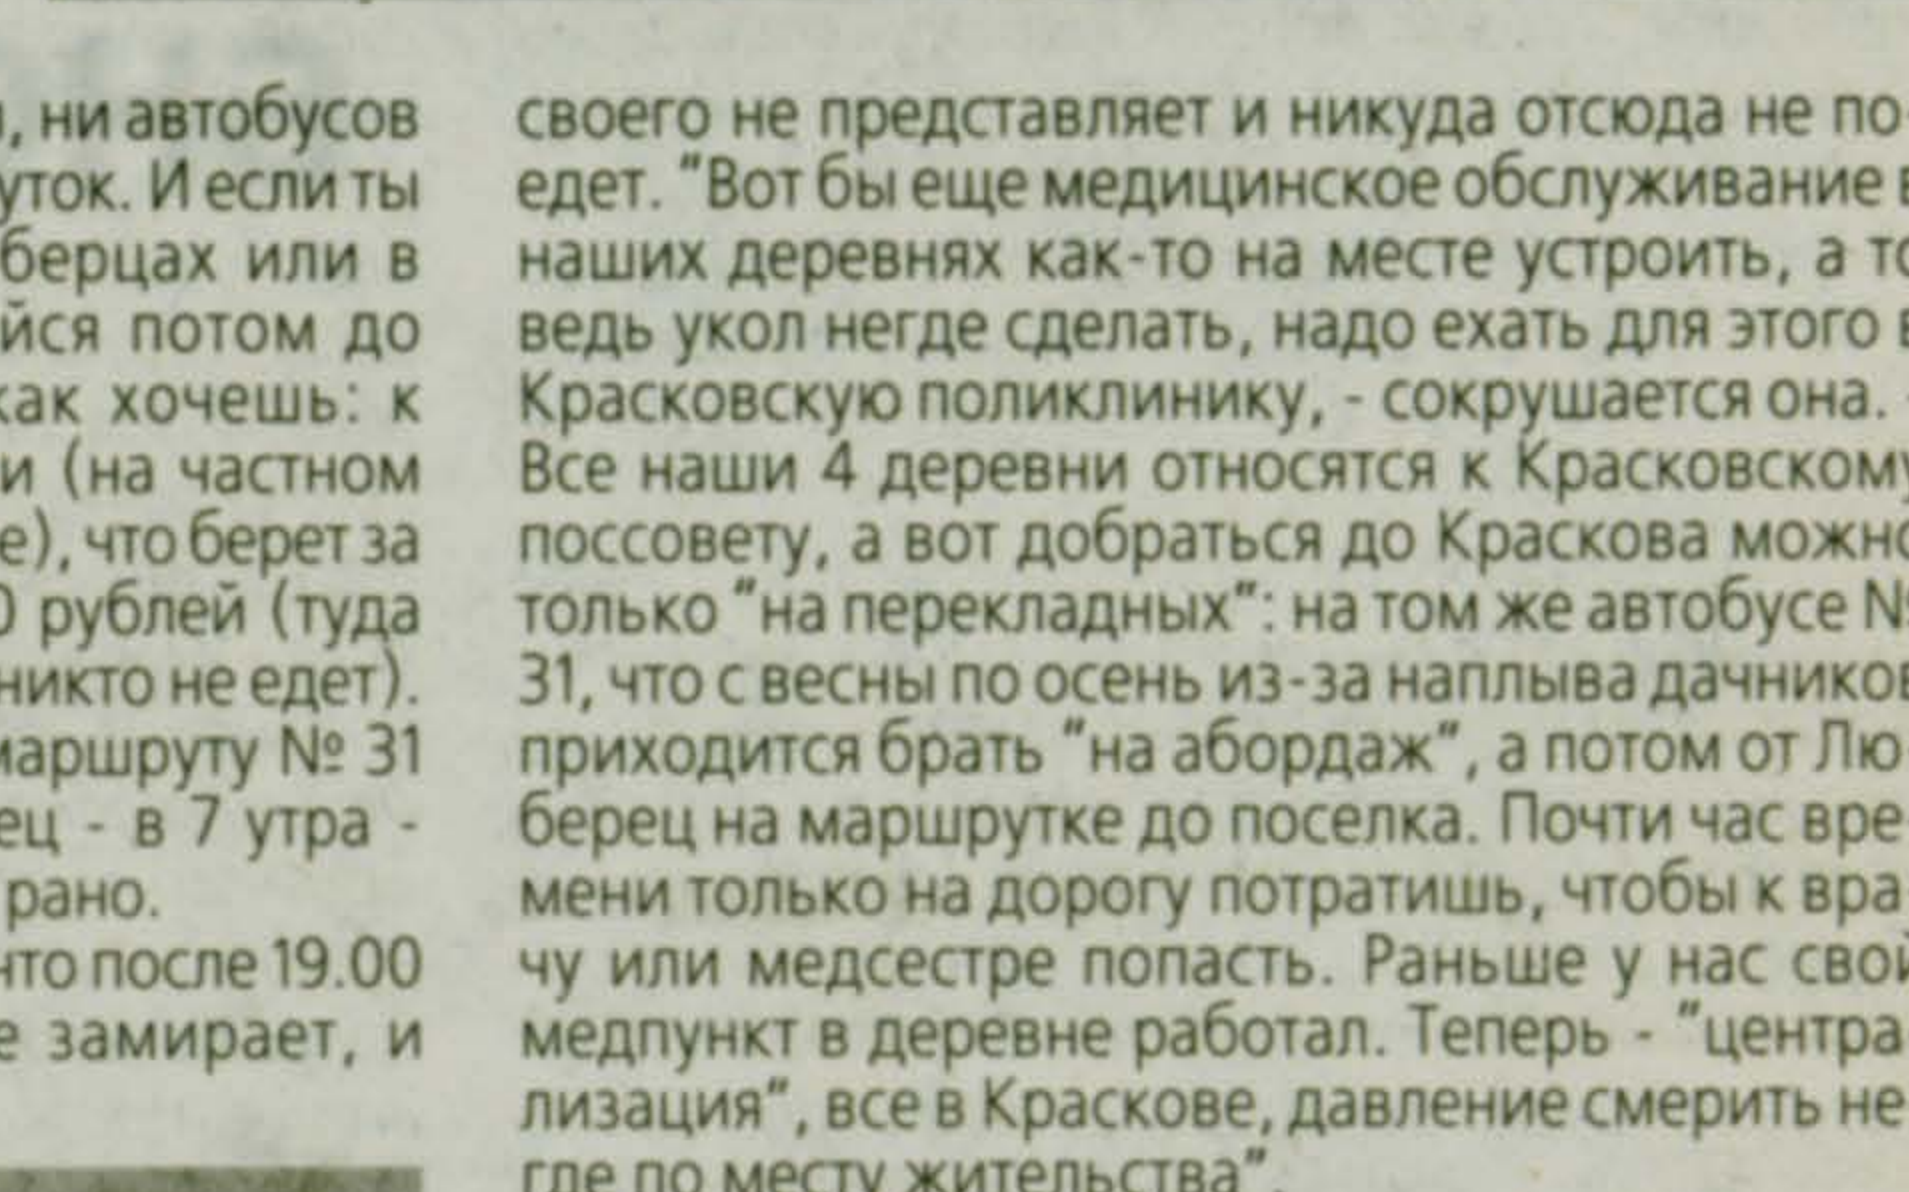 , ни автобусов
уток. И если ты
берцах или в
йся потом до
как хочешь: к
и (на частном
е), что берет за
0 рублей (туда
никто не едет).
маршруту № 31
ец - в 7 утра -
рано.
что после 19.00
е замирает, и
своего не представляет и никуда отсюда не по-
едет. "Вот бы еще медицинское обслуживание в
наших деревнях как-то на месте устроить, а то
ведь укол негде сделать, надо ехать для этого в
Красковскую поликлинику, - сокрушается она. -
Все наши 4 деревни относятся к Красковскому
поссовету, а вот добраться до Краскова можно
только "на перекладных": на том же автобусе №
31, что с весны по осень из-за наплыва дачников
приходится брать "на абордаж", а потом от Лю-
берец на маршрутке до поселка. Почти час вре-
мени только на дорогу потратишь, чтобы к вра-
чу или медсестре попасть. Раньше у нас свой
медпункт в деревне работал. Теперь - "центра-
лизация", все в Краскове, давление смерить не-
где по месту жительства".